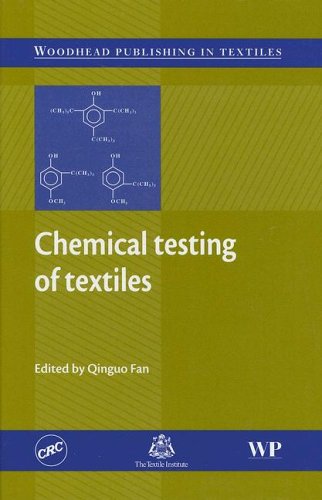 WOODHEAD PUBLISHING IN TEXTILES
OH
(CH₃)₃C C(CH₃)₃
C(CH₃)₃
OH OH
C(CH₃)₃
C(CH₃)₃
OCH₃ OCH₃
Chemical testing
of textiles
Edited by Qinguo Fan
CRC
The Textile Institute
WP